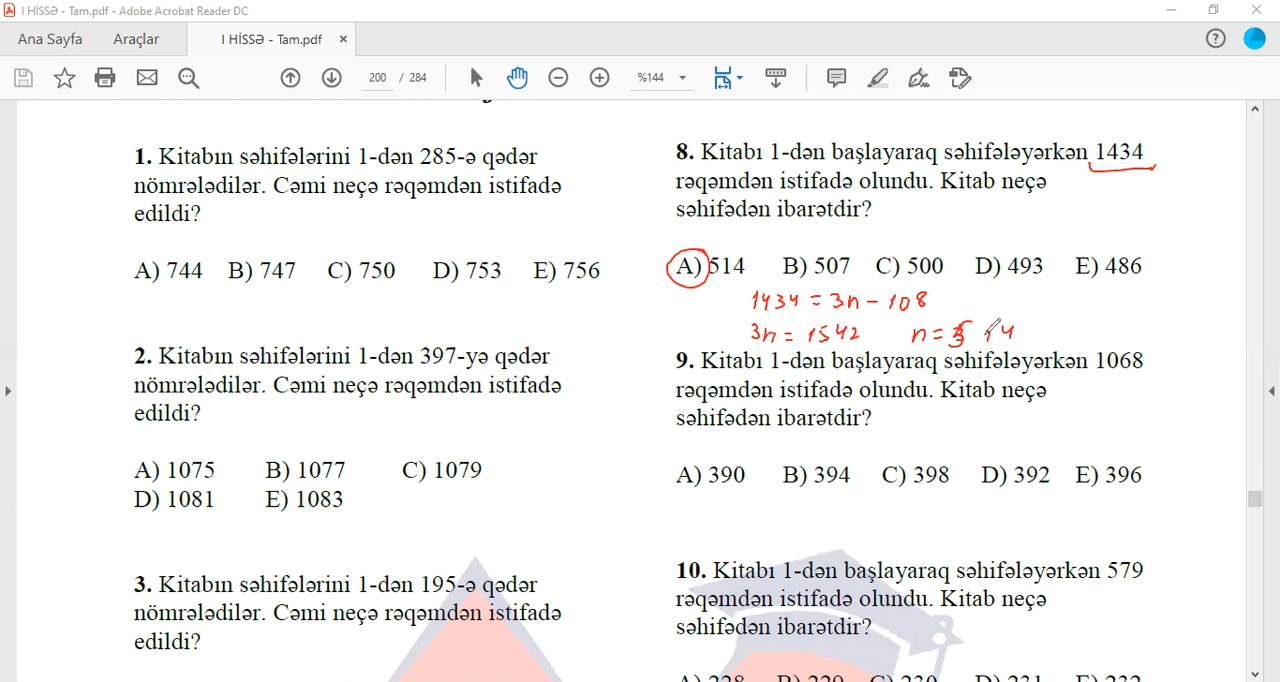 I HİSSƏ - Tam.pdf - Adobe Acrobat Reader DC
Ana Sayfa Araçlar I HİSSƏ - Tam.pdf ×
200 / 284 %144
1. Kitabın səhifələrini 1-dən 285-ə qədər
nömrələdilər. Cəmi neçə rəqəmdən istifadə
edildi?
A) 744 B) 747 C) 750 D) 753 E) 756
2. Kitabın səhifələrini 1-dən 397-yə qədər
nömrələdilər. Cəmi neçə rəqəmdən istifadə
edildi?
A) 1075 B) 1077 C) 1079
D) 1081 E) 1083
3. Kitabın səhifələrini 1-dən 195-ə qədər
nömrələdilər. Cəmi neçə rəqəmdən istifadə
edildi?
8. Kitabı 1-dən başlayaraq səhifələyərkən 1434
rəqəmdən istifadə olundu. Kitab neçə
səhifədən ibarətdir?
A) 514 B) 507 C) 500 D) 493 E) 486
1434 = 3n - 108
3n = 1542 n = 514
9. Kitabı 1-dən başlayaraq səhifələyərkən 1068
rəqəmdən istifadə olundu. Kitab neçə
səhifədən ibarətdir?
A) 390 B) 394 C) 398 D) 392 E) 396
10. Kitabı 1-dən başlayaraq səhifələyərkən 579
rəqəmdən istifadə olundu. Kitab neçə
səhifədən ibarətdir?
A) 228 B) 229 C) 230 D) 231 E) 232